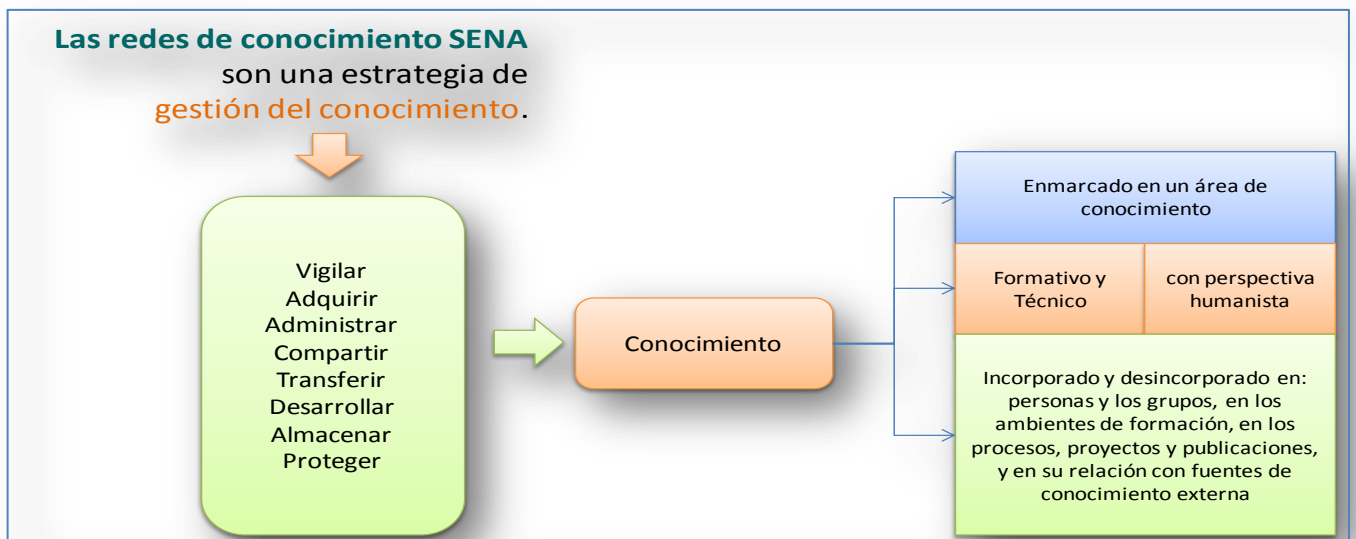 Las redes de conocimiento SENA
son una estrategia de
gestión del conocimiento.
Vigilar
Adquirir
Administrar
Compartir
Transferir
Desarrollar
Almacenar
Proteger
Conocimiento
Enmarcado en un área de
conocimiento
Formativo y
Técnico
con perspectiva
humanista
Incorporado y desincorporado en:
personas y los grupos, en los
ambientes de formación, en los
procesos, proyectos y publicaciones,
y en su relación con fuentes de
conocimiento externa